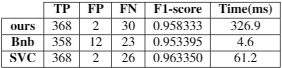 TP FP FN F1-score Time(ms)
ours 368 2 30 0.958333 326.9
Bnb 358 12 23 0.953395 4.6
SVC 368 2 26 0.963350 61.2